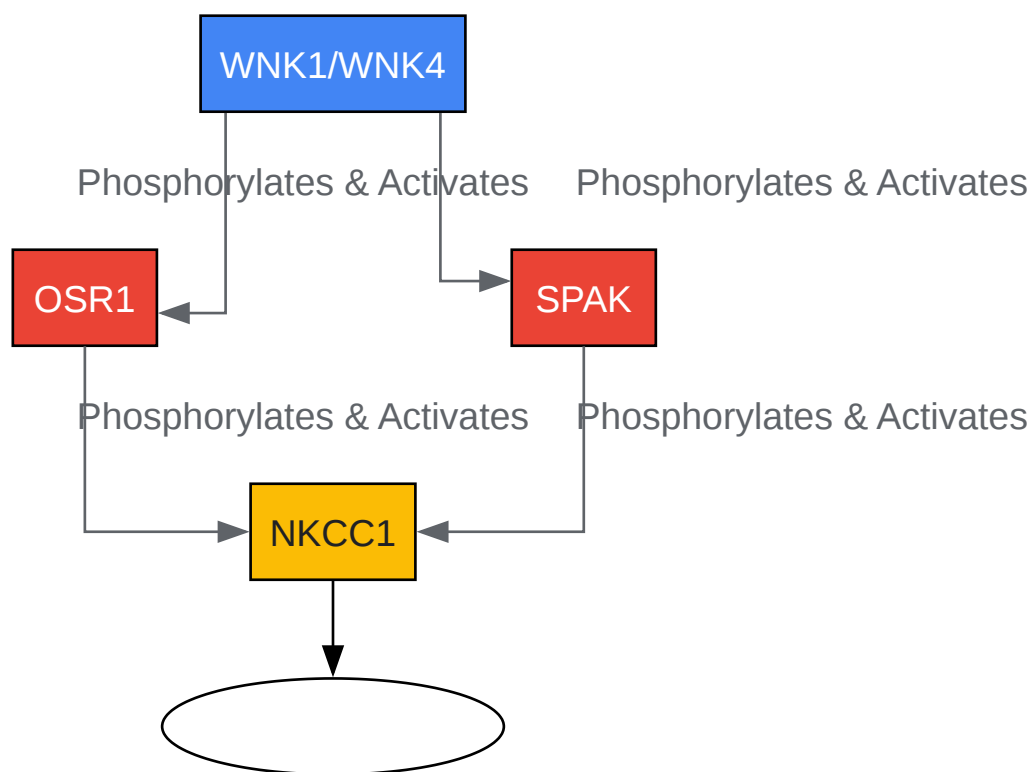 WNK1/WNK4
Phosphorylates & Activates
Phosphorylates & Activates
OSR1
SPAK
Phosphorylates & Activates
Phosphorylates & Activates
NKCC1